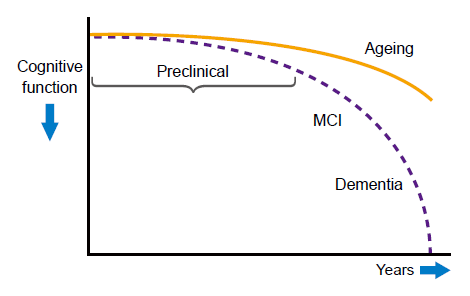 Ageing
Cognitive
function
Preclinical
MCI
Dementia
Years